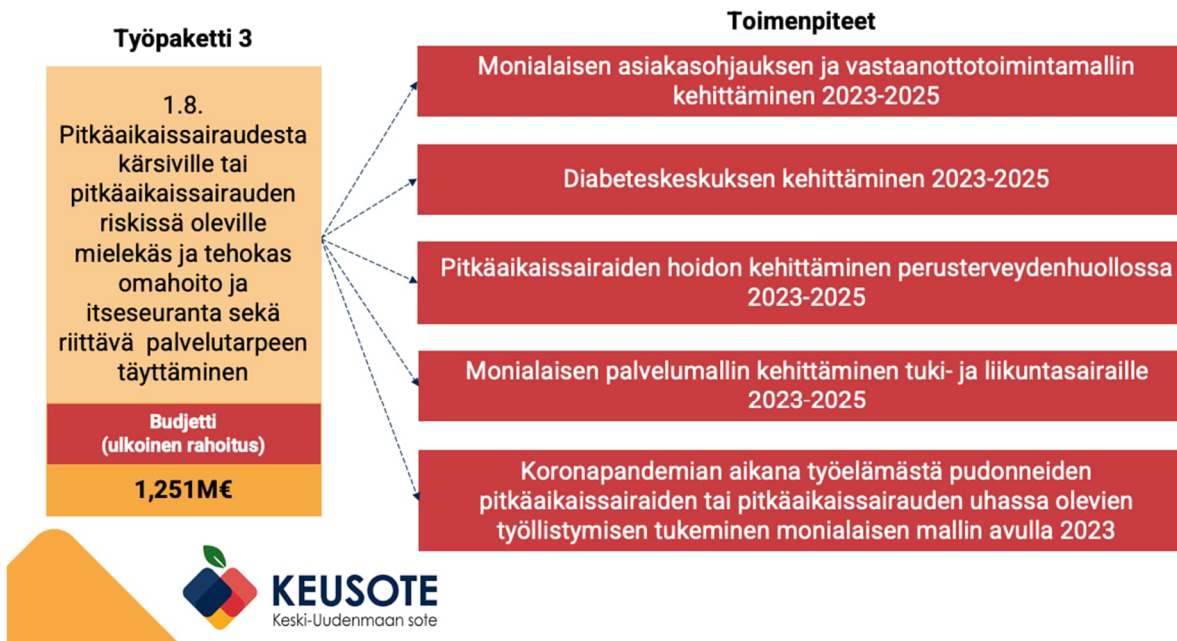 Työpaketti 3
1.8.
Pitkäaikaissairaudesta
kärsiville tai
pitkäaikaissairauden
riskissä oleville
mielekäs ja tehokas
omahoito ja
itseseuranta sekä
riittävä palvelutarpeen
täyttäminen
Budjetti
(ulkoinen rahoitus)
1,251M€
Toimenpiteet
Monialaisen asiakasohjauksen ja vastaanottotoimintamallin
kehittäminen 2023-2025
Diabeteskeskuksen kehittäminen 2023-2025
Pitkäaikaissairaiden hoidon kehittäminen perusterveydenhuollossa
2023-2025
Monialaisen palvelumallin kehittäminen tuki- ja liikuntasairaille
2023-2025
Koronapandemian aikana työelämästä pudonneiden
pitkäaikaissairaiden tai pitkäaikaissairauden uhassa olevien
työllistymisen tukeminen monialaisen mallin avulla 2023
KEUSOTE
Keski-Uudenmaan sote